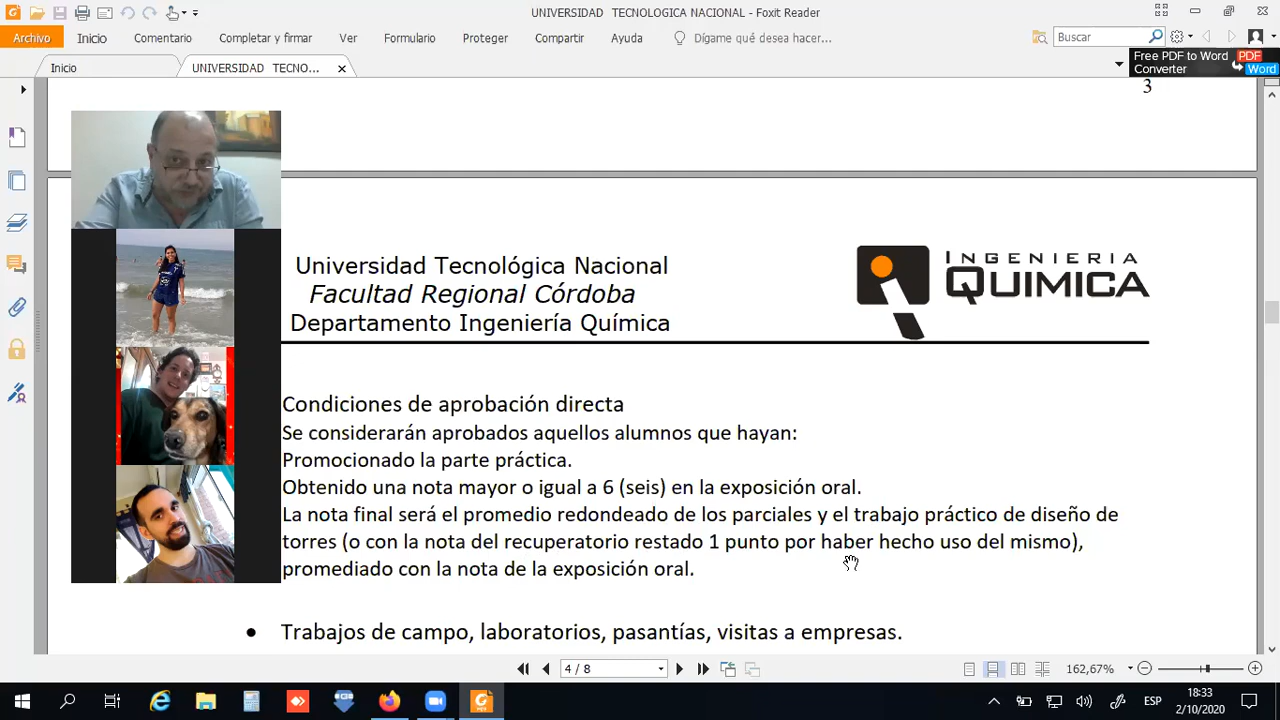 UNIVERSIDAD TECNOLOGICA NACIONAL - Foxit Reader
Archivo Inicio Comentario Completar y firmar Ver Formulario Proteger Compartir Ayuda Dígame qué desea hacer... Buscar
Inicio UNIVERSIDAD TECNO...
Free PDF to Word PDF
Converter Word
3
Universidad Tecnológica Nacional
Facultad Regional Córdoba
Departamento Ingeniería Química
INGENIERIA
QUIMICA
Condiciones de aprobación directa
Se considerarán aprobados aquellos alumnos que hayan:
Promocionado la parte práctica.
Obtenido una nota mayor o igual a 6 (seis) en la exposición oral.
La nota final será el promedio redondeado de los parciales y el trabajo práctico de diseño de
torres (o con la nota del recuperatorio restado 1 punto por haber hecho uso del mismo),
promediado con la nota de la exposición oral.
• Trabajos de campo, laboratorios, pasantías, visitas a empresas.
4 / 8 162,67%
ESP 18:33
2/10/2020